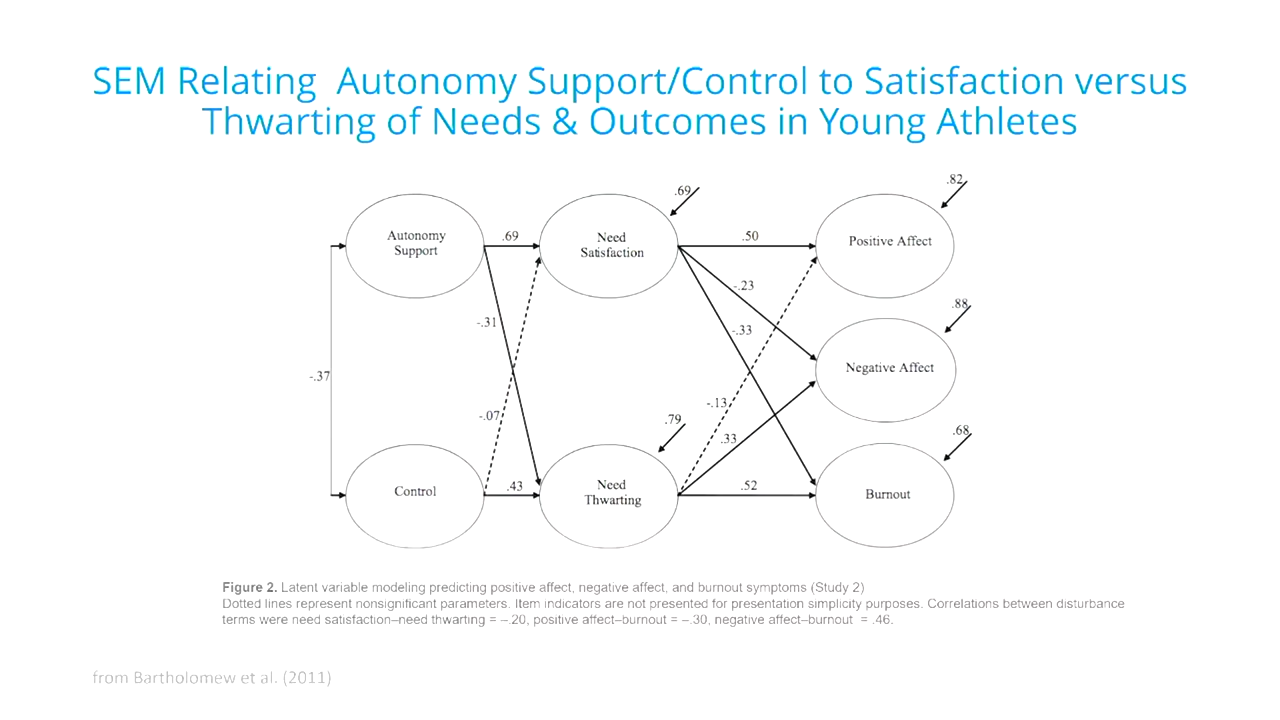 SEM Relating  Autonomy Support/Control to Satisfaction versus
Thwarting of Needs & Outcomes in Young Athletes
.82
.69
Autonomy
Support
.69
Need
Satisfaction
.50
Positive Affect
-.23
.88
-.31
-.33
-.37
Negative Affect
-.07
-.13
.79
.33
.68
Control
.43
Need
Thwarting
.52
Burnout
Figure 2. Latent variable modeling predicting positive affect, negative affect, and burnout symptoms (Study 2)
Dotted lines represent nonsignificant parameters. Item indicators are not presented for presentation simplicity purposes. Correlations between disturbance
terms were need satisfaction–need thwarting = –.20, positive affect–burnout = –.30, negative affect–burnout  = .46.
from Bartholomew et al. (2011)